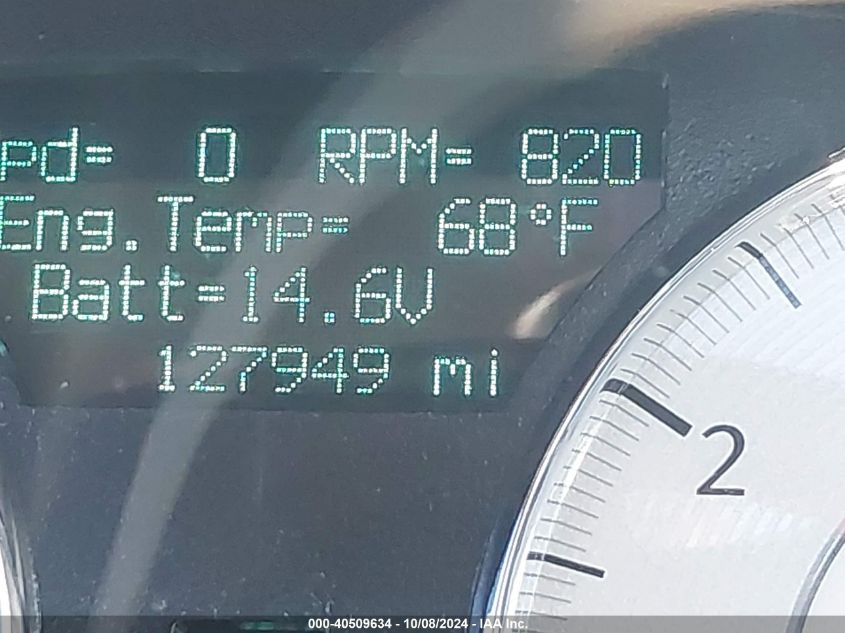 pd= 0 RPM= 820
Eng.Temp= 68°F
Batt=14.6V
127949 mi
2
000-40509634 - 10/08/2024 - IAA Inc.